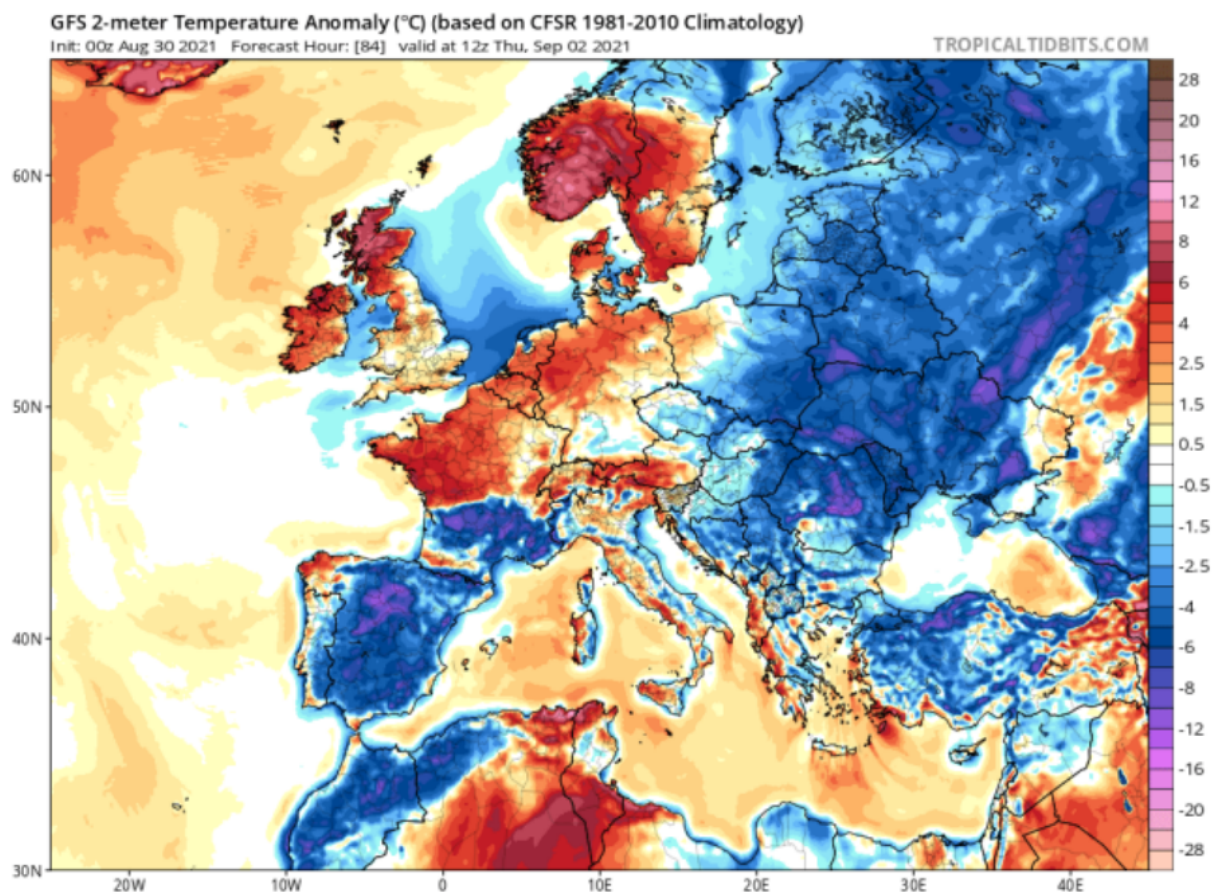 GFS 2-meter Temperature Anomaly (°C) (based on CFSR 1981-2010 Climatology)
Init: 00z Aug 30 2021 Forecast Hour: [84] valid at 12z Thu, Sep 02 2021
TROPICALTIDBITS.COM
60N
50N
40N
30N
20W
10W
0
10E
20E
30E
40E
28
20
16
12
8
6
4
2.5
1.5
0.5
-0.5
-1.5
-2.5
-4
-6
-8
-12
-16
-20
-28